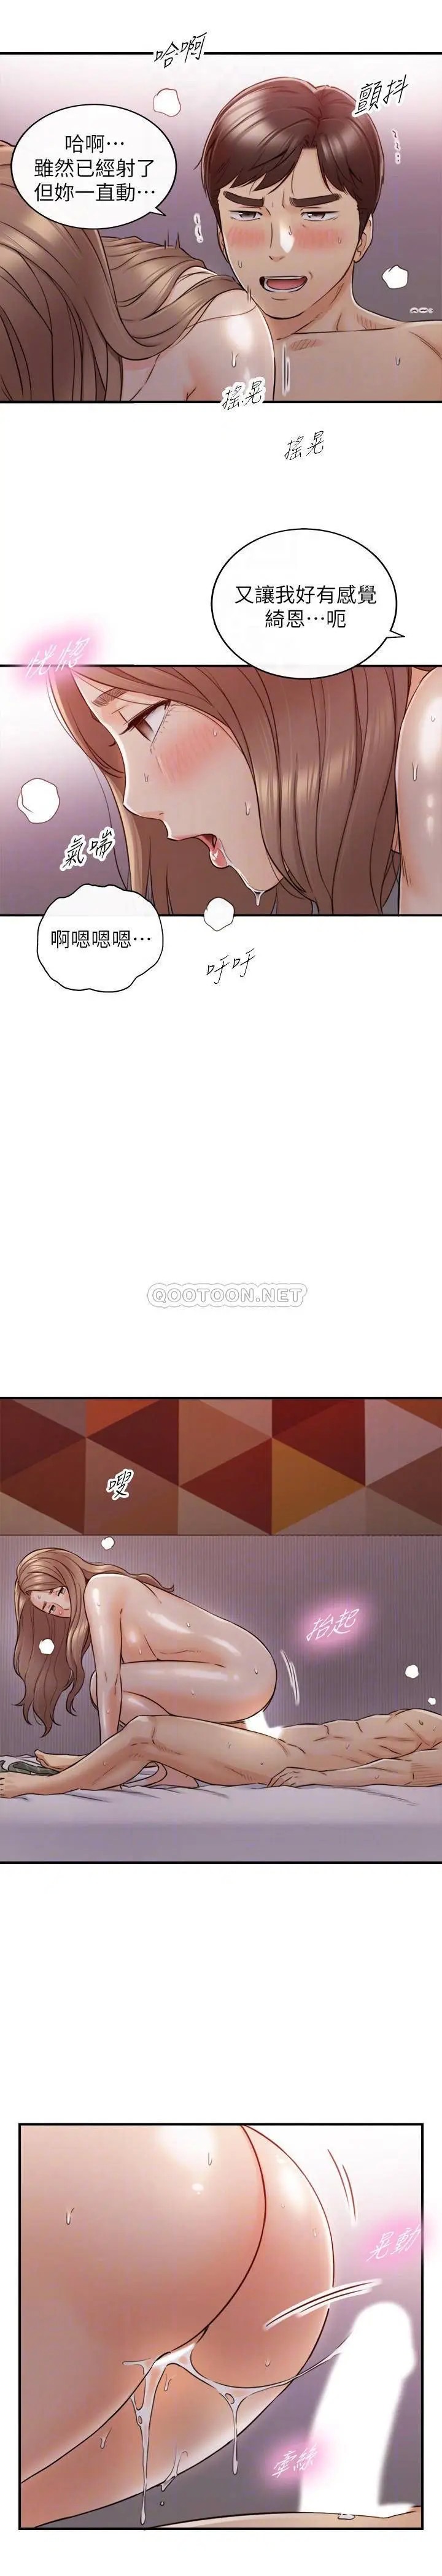 哈啊
顫抖
哈啊…
雖然已經射了
但妳一直動…
搖晃
搖晃
又讓我好有感覺
綺恩…呃
恍惚
氣喘
啊嗯嗯嗯…
吁吁
QOOTOON.NET
嗖
抬起
晃動
牽絲